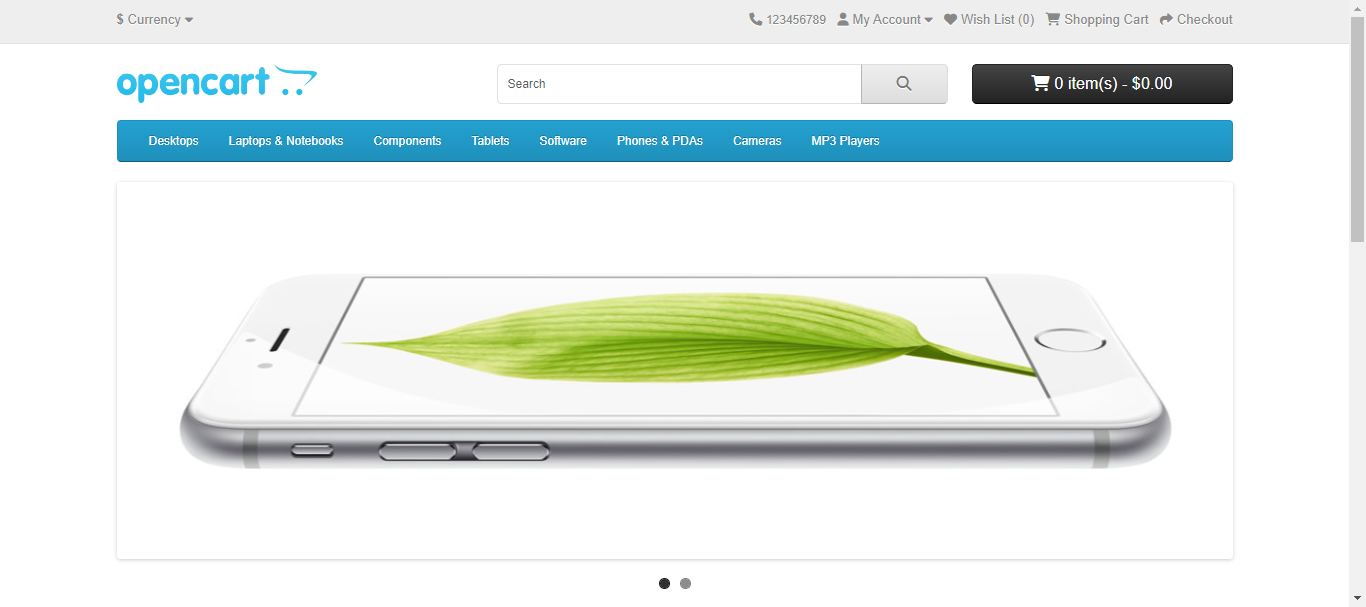 $ Currency
123456789 My Account Wish List (0) Shopping Cart Checkout
opencart
Search
0 item(s) - $0.00
Desktops Laptops & Notebooks Components Tablets Software Phones & PDAs Cameras MP3 Players